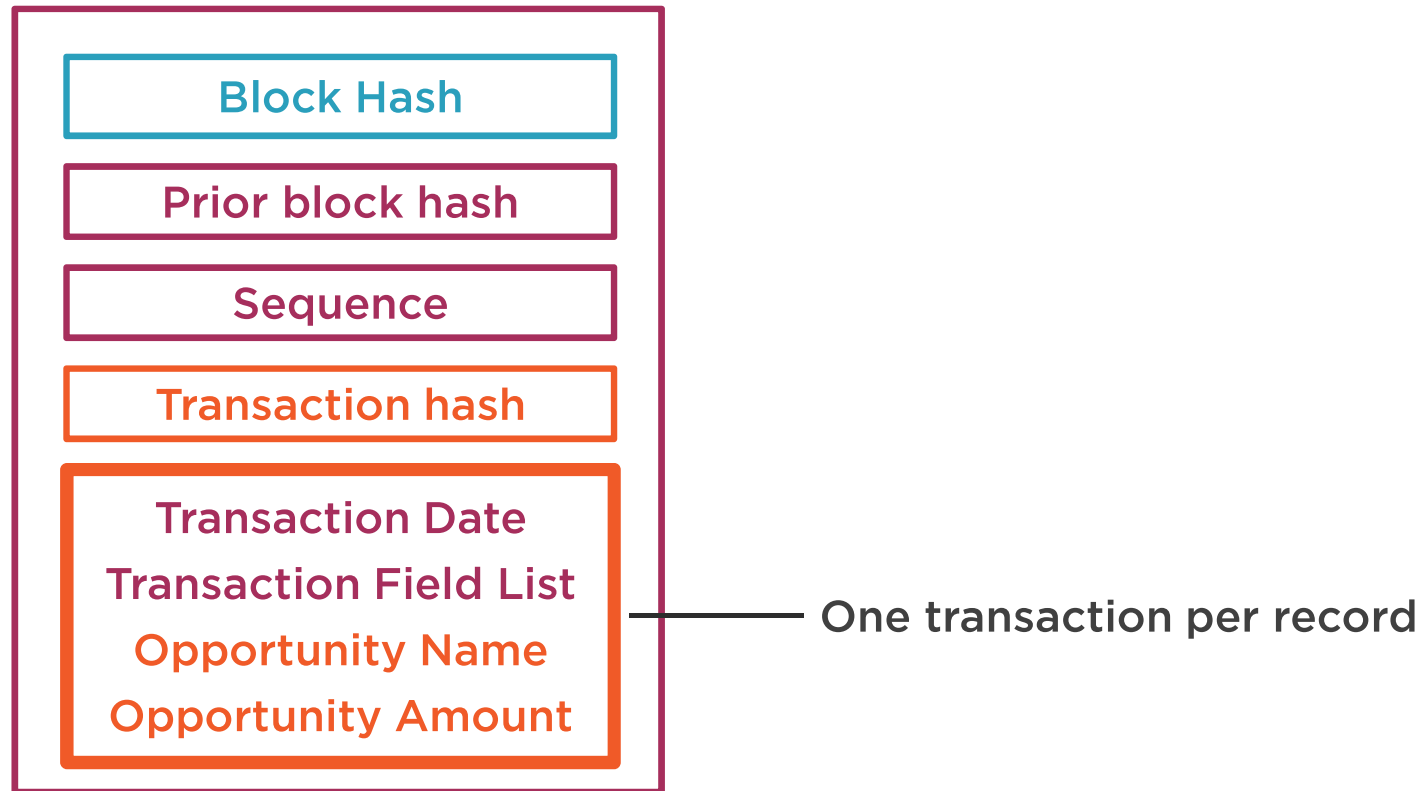 Block Hash
Prior block hash
Sequence
Transaction hash
Transaction Date
Transaction Field List
Opportunity Name
Opportunity Amount
One transaction per record